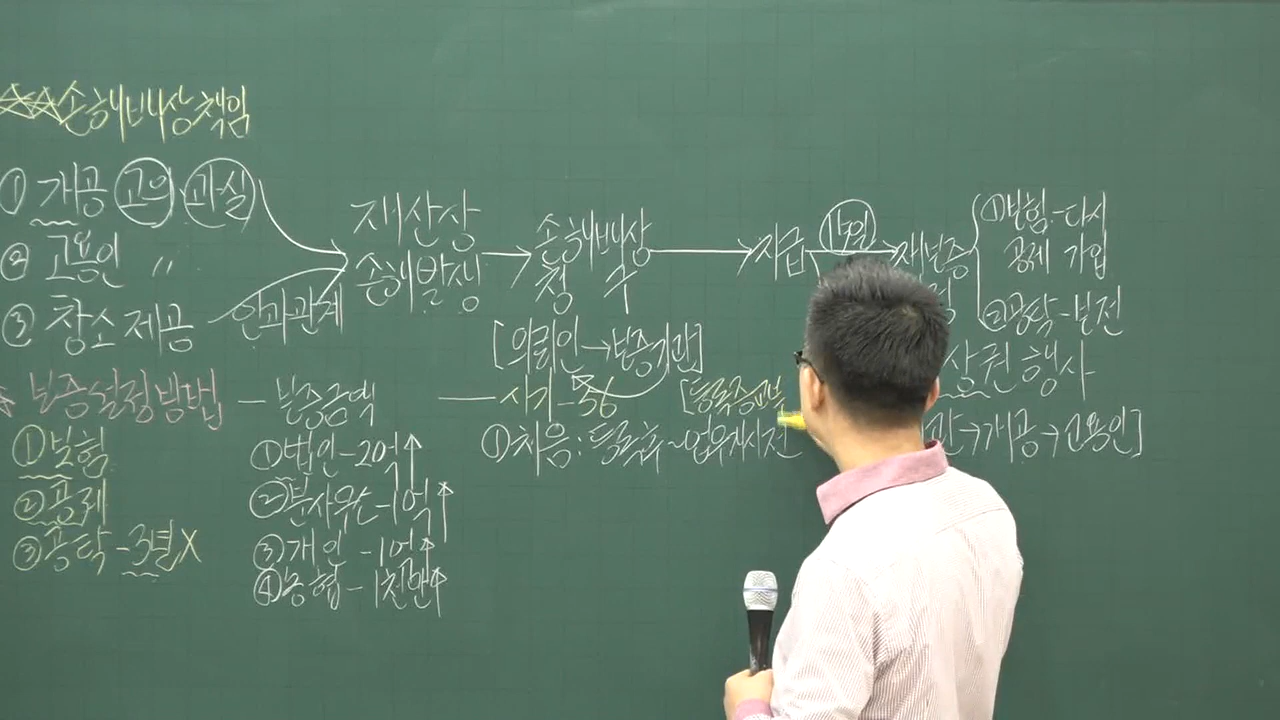 ☆☆손해배상책임
① 개공 고의 과실
② 고용인 〃
③ 창소제공
인과관계
재산상
손해발생
손해배상
청 수
[의뢰인→보증기관]
지급
재보증
①보험-다시
공제 가입
②공탁-보전
상권 행사
→개공→고용인]
보증설정방법 - 보증금액
시기-56
[등록증교부
①보험
②공제
③공탁-3년X
①법인-2억↑
②분사무소-1억↑
③개인-1억↑
④농협-1천만↑
①처음:등록후~업무개시전